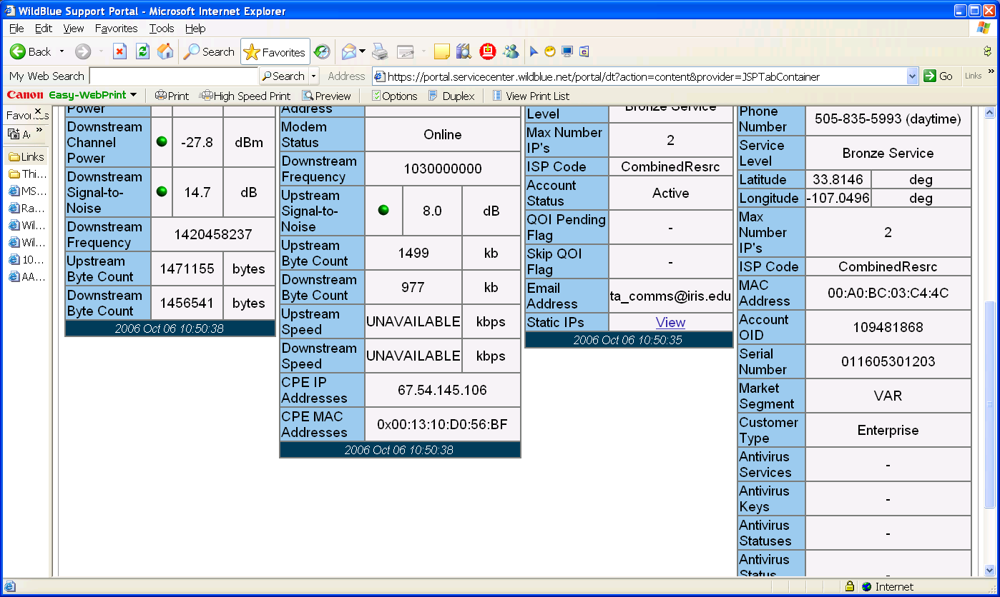 WildBlue Support Portal - Microsoft Internet Explorer
File Edit View Favorites Tools Help
Back Search Favorites
My Web Search Search Address https://portal.servicecenter.wildblue.net/portal/dt?action=content&provider=JSPTabContainer Go Links »
Canon Easy-WebPrint Print High Speed Print Preview Options Duplex View Print List
Favorites
A »
Links
Thi...
MS...
Ra...
Wil...
Wil...
10...
AA...
Power
Downstream
Channel
Power
-27.8 dBm
Downstream
Signal-to-
Noise
14.7 dB
Downstream
Frequency
1420458237
Upstream
Byte Count
1471155 bytes
Downstream
Byte Count
1456541 bytes
2006 Oct 06 10:50:38
Address
Modem
Status
Online
Downstream
Frequency
1030000000
Upstream
Signal-to-
Noise
8.0 dB
Upstream
Byte Count
1499 kb
Downstream
Byte Count
977 kb
Upstream
Speed
UNAVAILABLE kbps
Downstream
Speed
UNAVAILABLE kbps
CPE IP
Addresses
67.54.145.106
CPE MAC
Addresses
0x00:13:10:D0:56:BF
2006 Oct 06 10:50:38
Level
Bronze Service
Max Number
IP's
2
ISP Code CombinedResrc
Account
Status
Active
QOI Pending
Flag
-
Skip QOI
Flag
-
Email
Address
ta_comms@iris.edu
Static IPs View
2006 Oct 06 10:50:35
Phone
Number
505-835-5993 (daytime)
Service
Level
Bronze Service
Latitude 33.8146 deg
Longitude -107.0496 deg
Max
Number
IP's
2
ISP Code CombinedResrc
MAC
Address
00:A0:BC:03:C4:4C
Account
OID
109481868
Serial
Number
011605301203
Market
Segment
VAR
Customer
Type
Enterprise
Antivirus
Services
-
Antivirus
Keys
-
Antivirus
Statuses
-
Antivirus
Status
-
Internet